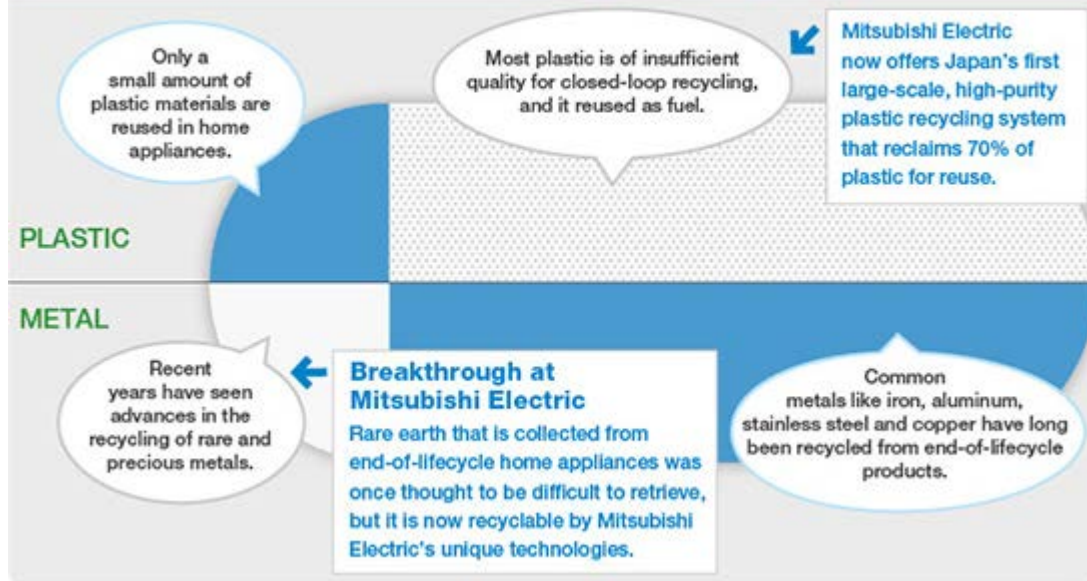 Only a
small amount of
plastic materials are
reused in home
appliances.
Most plastic is of insufficient
quality for closed-loop recycling,
and it reused as fuel.
Mitsubishi Electric
now offers Japan's first
large-scale, high-purity
plastic recycling system
that reclaims 70% of
plastic for reuse.
PLASTIC
METAL
Recent
years have seen
advances in the
recycling of rare and
precious metals.
Breakthrough at
Mitsubishi Electric
Rare earth that is collected from
end-of-lifecycle home appliances was
once thought to be difficult to retrieve,
but it is now recyclable by Mitsubishi
Electric's unique technologies.
Common
metals like iron, aluminum,
stainless steel and copper have long
been recycled from end-of-lifecycle
products.